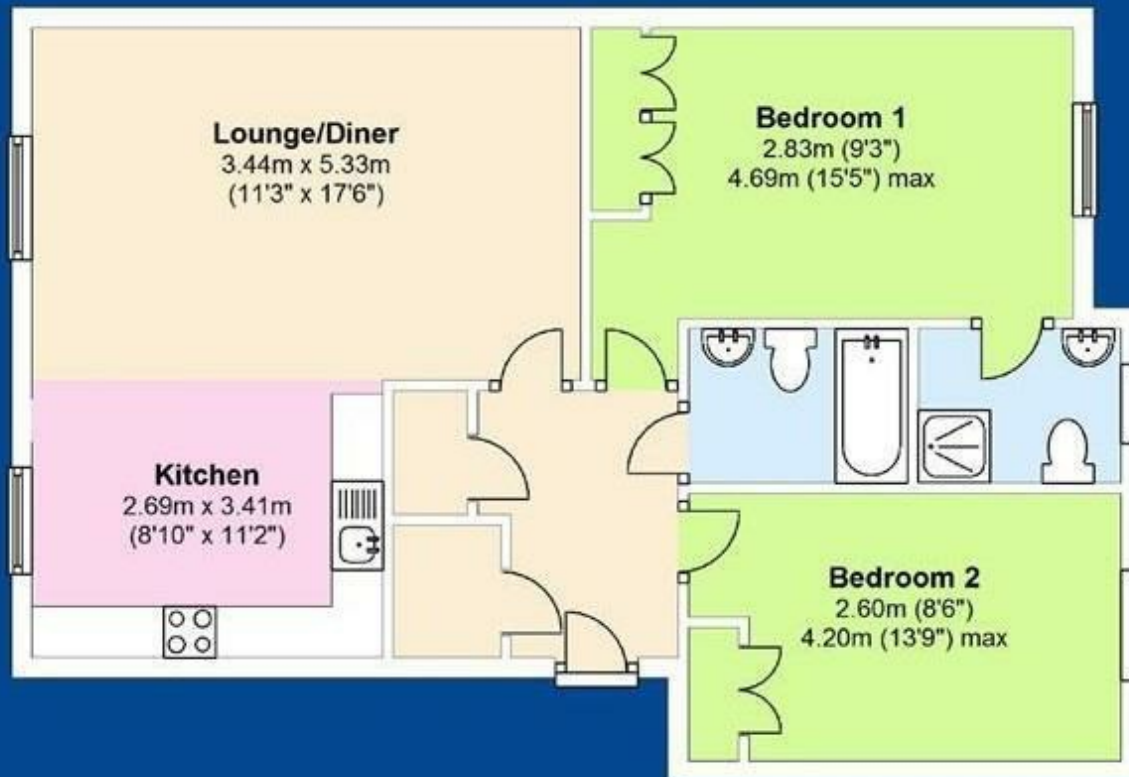 Lounge/Diner
3.44m x 5.33m
(11'3" x 17'6")
Bedroom 1
2.83m (9'3")
4.69m (15'5") max
Kitchen
2.69m x 3.41m
(8'10" x 11'2")
Bedroom 2
2.60m (8'6")
4.20m (13'9") max